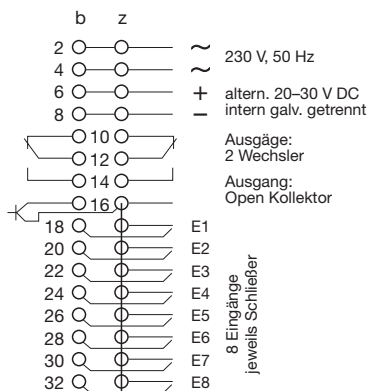 b z
2 ~ 230 V, 50 Hz
4 ~
6 + altern. 20–30 V DC
8 – intern galv. getrennt
10 Ausgäge:
12 2 Wechsler
14 Ausgang:
16 Open Kollektor
18 E1
20 E2
22 E3
24 E4
26 E5
28 E6
30 E7
32 E8
8 Eingänge
jeweils Schließer